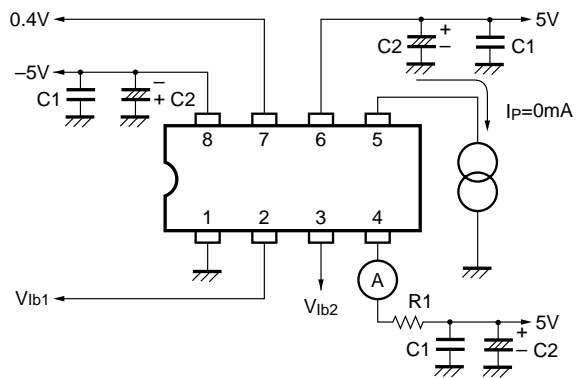 0.4V
5V
C2
+
–
C1
–5V
C1
–
+ C2
IP=0mA
8 7 6 5
1 2 3 4
A
VIb1
VIb2
R1
5V
C1
+
– C2